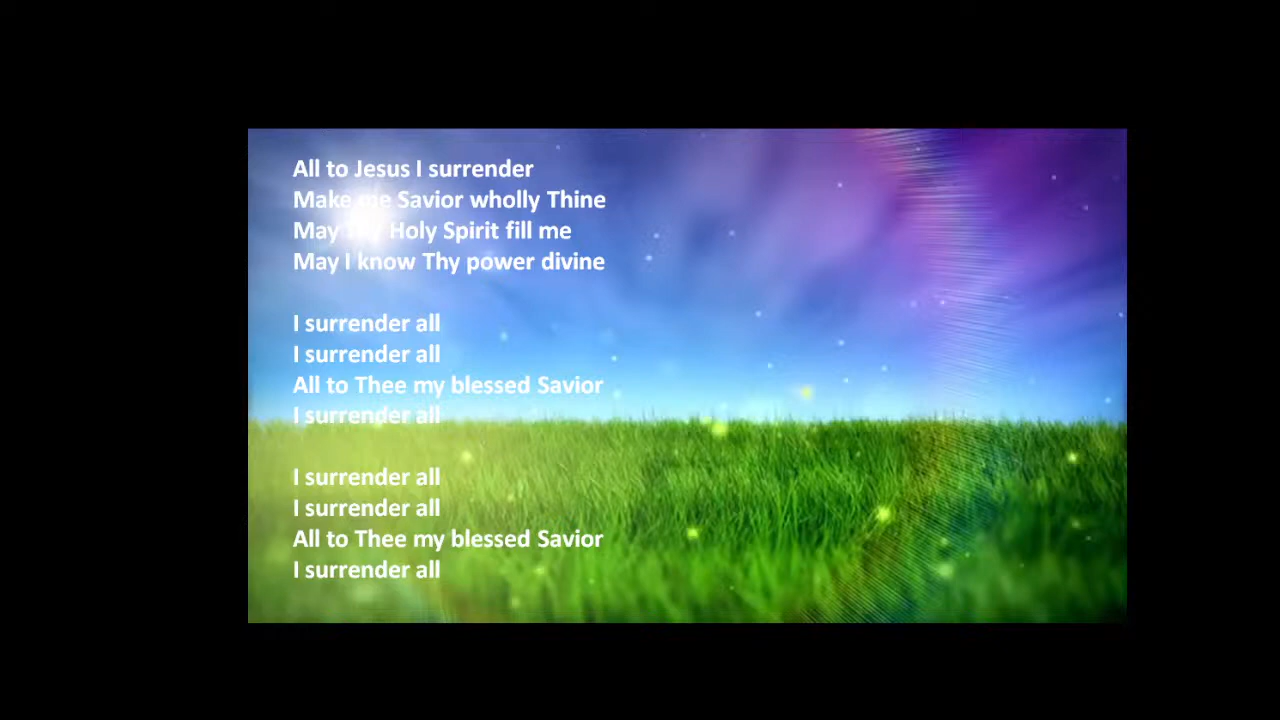 All to Jesus I surrender
Make me Savior wholly Thine
May Thy Holy Spirit fill me
May I know Thy power divine
I surrender all
I surrender all
All to Thee my blessed Savior
I surrender all
I surrender all
I surrender all
All to Thee my blessed Savior
I surrender all